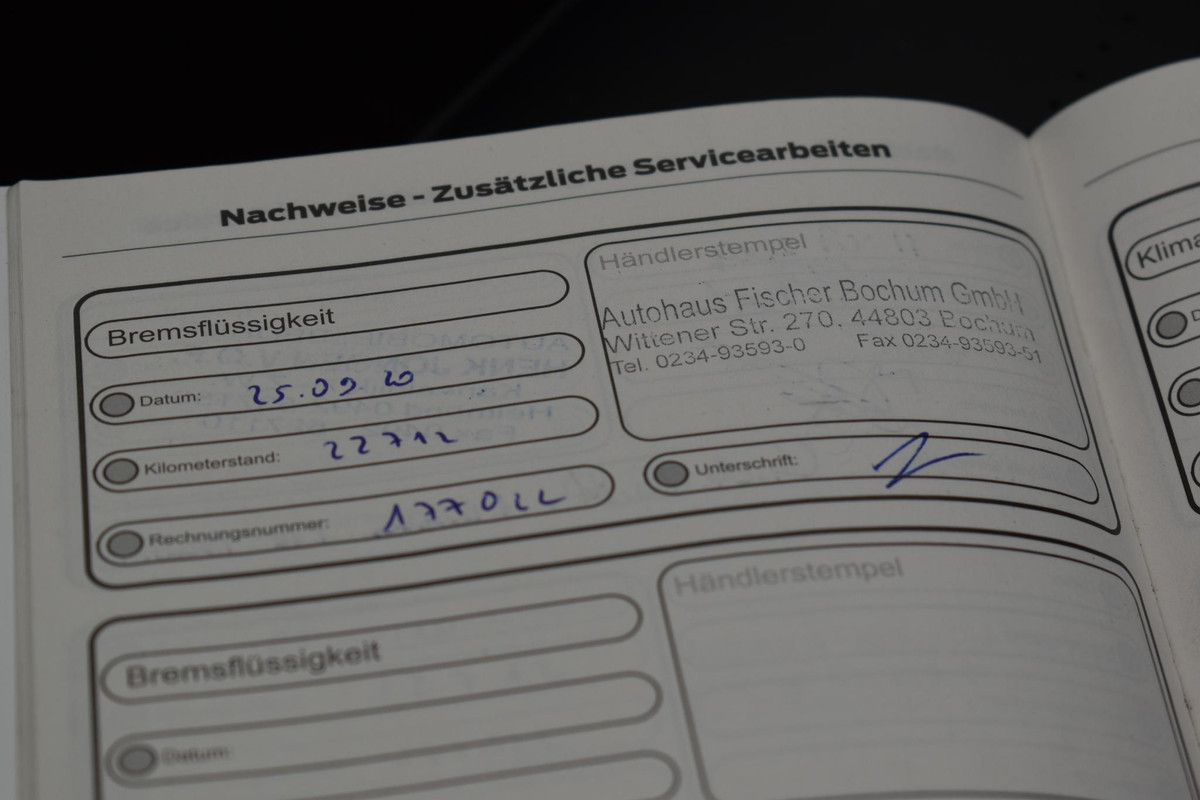 Nachweise - Zusätzliche Servicearbeiten
Bremsflüssigkeit
Datum: 25.09.20
Kilometerstand: 22712
Rechnungsnummer:
Händlerstempel
Autohaus Fischer Bochum GmbH
Wittener Str. 270, 44803 Bochum
Tel. 0234-93593-0 Fax 0234-93593-51
Unterschrift:
Bremsflüssigkeit
Datum:
Händlerstempel